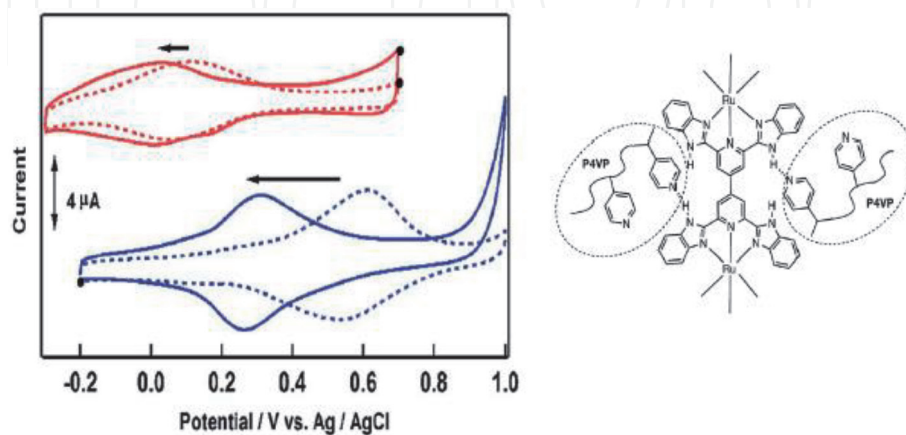 Current
4 μA
-0.2 0.0 0.2 0.4 0.6 0.8 1.0
Potential / V vs. Ag / AgCl
Ru
N N N
N N
H H
P4VP
N
N
N
N
P4VP
H H
N N
N N N
Ru